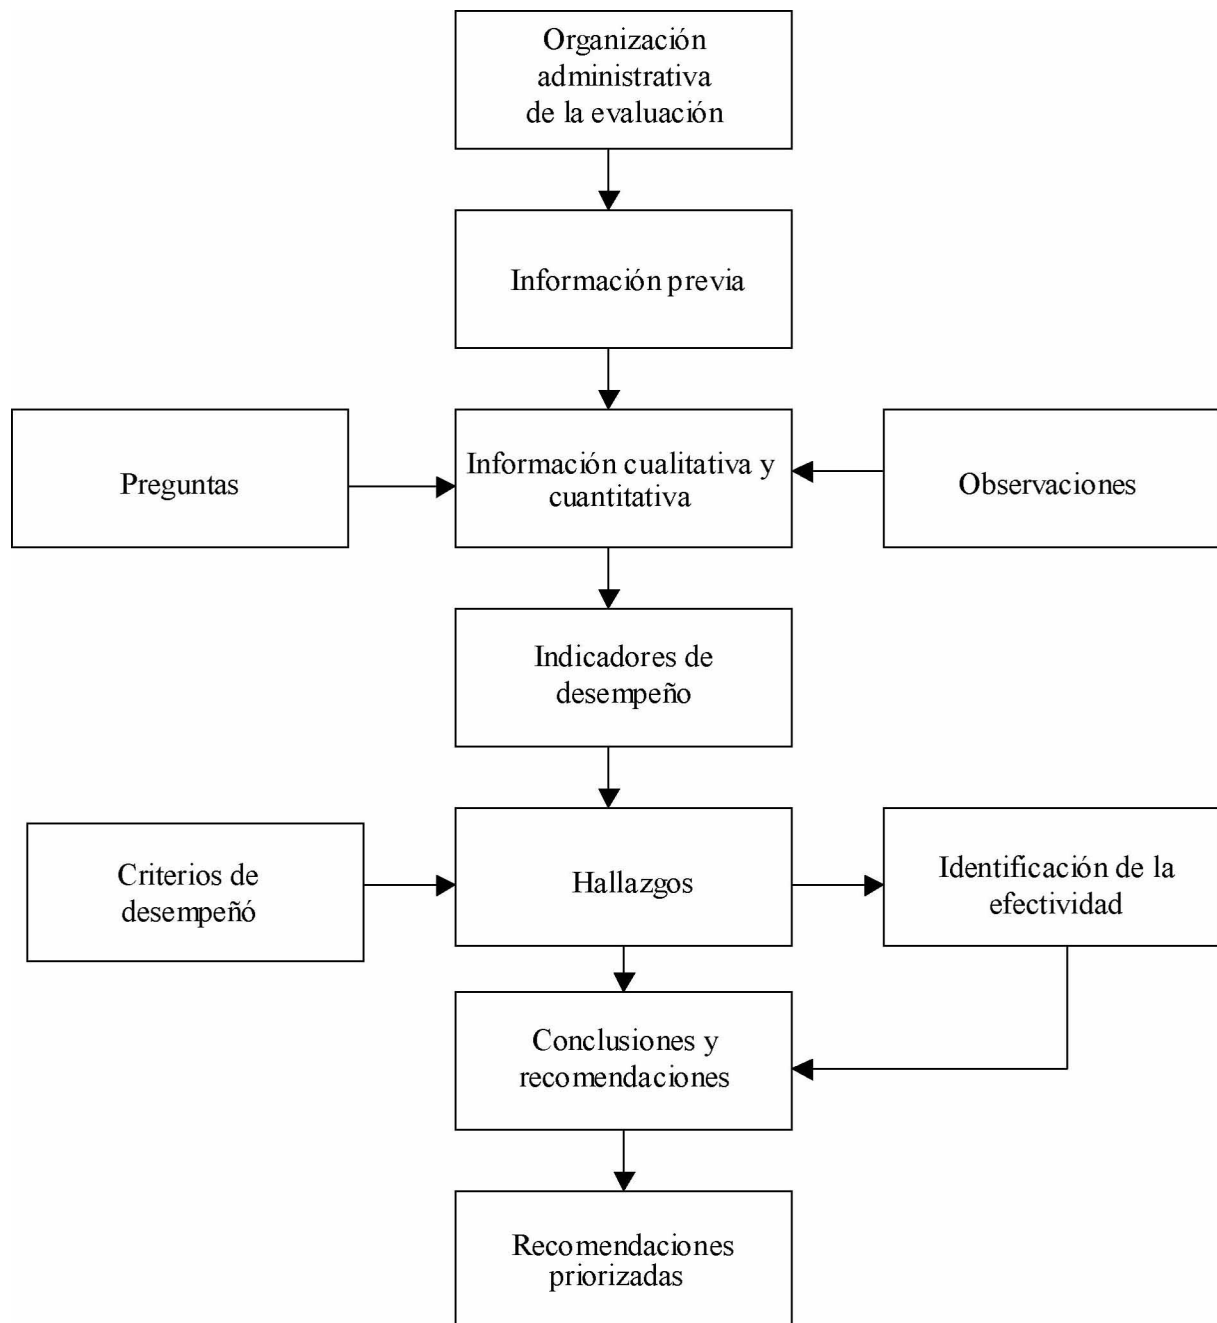 Organización
administrativa
de la evaluación
Información previa
Preguntas
Información cualitativa y
cuantitativa
Observaciones
Indicadores de
desempeño
Criterios de
desempeñó
Hallazgos
Identificación de la
efectividad
Conclusiones y
recomendaciones
Recomendaciones
priorizadas